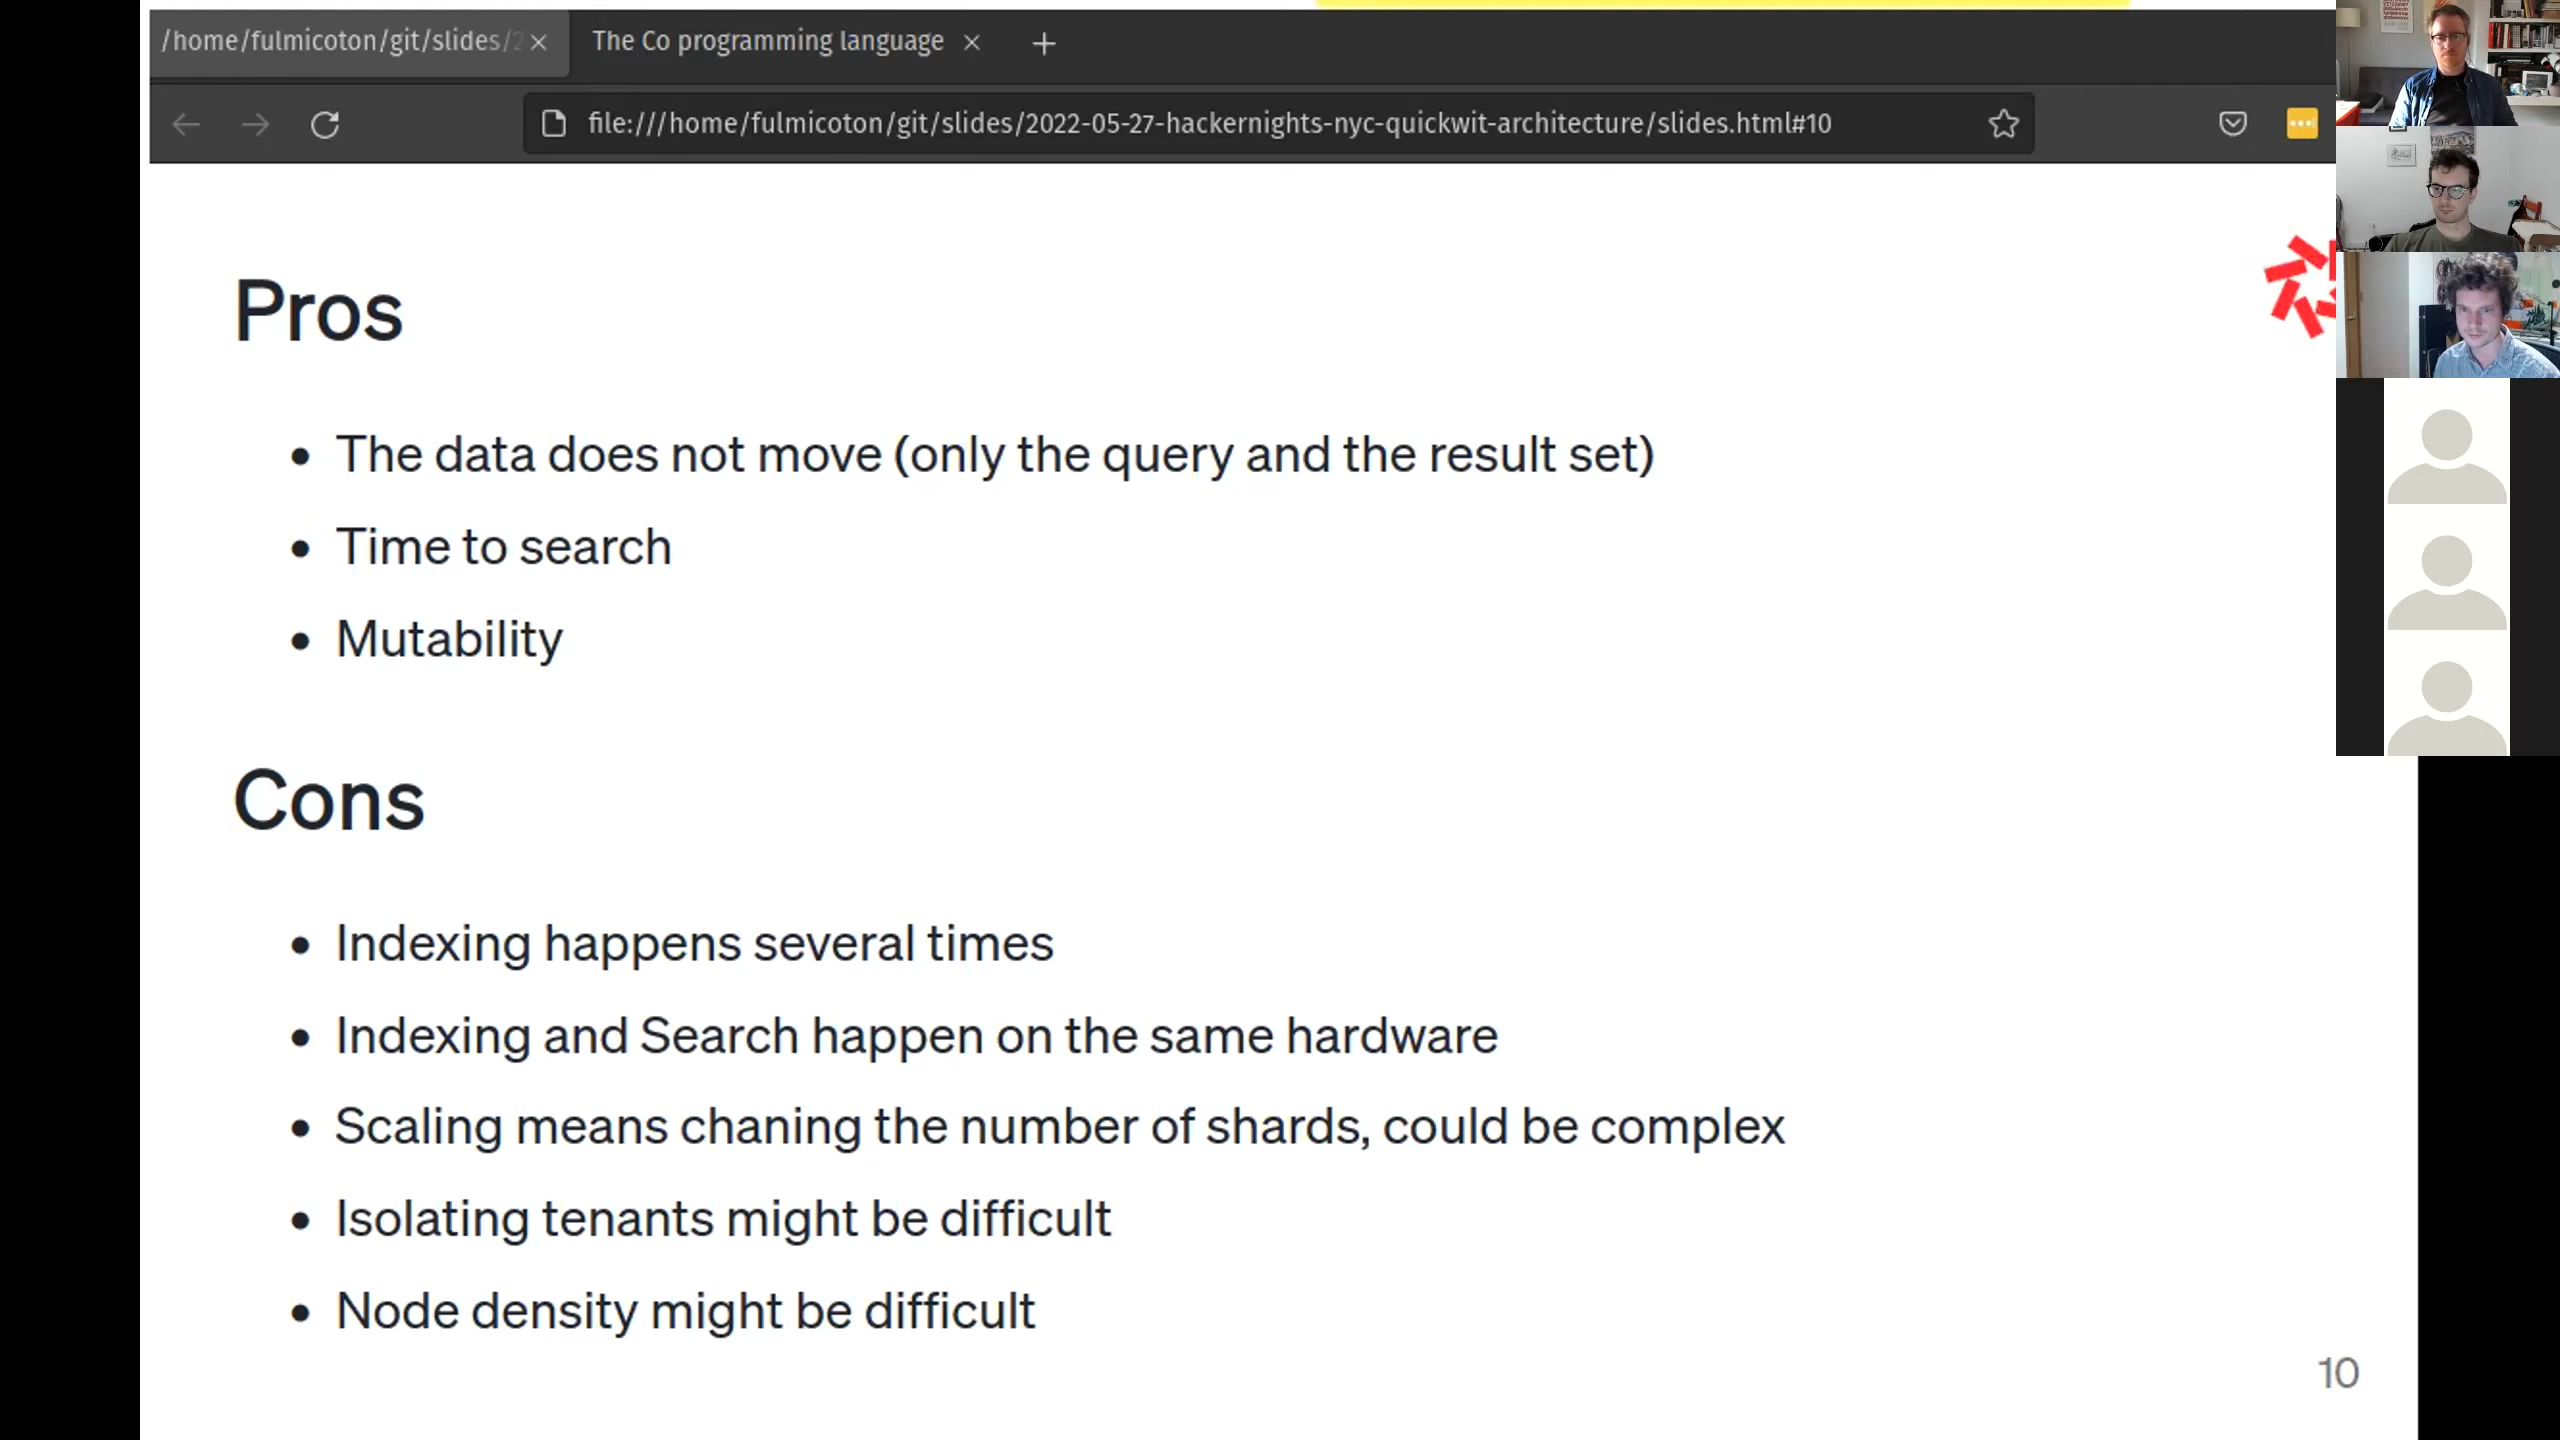 /home/fulmicoton/git/slides/2
The Co programming language
file:///home/fulmicoton/git/slides/2022-05-27-hackernights-nyc-quickwit-architecture/slides.html#10
Pros
• The data does not move (only the query and the result set)
• Time to search
• Mutability
Cons
• Indexing happens several times
• Indexing and Search happen on the same hardware
• Scaling means chaning the number of shards, could be complex
• Isolating tenants might be difficult
• Node density might be difficult
10